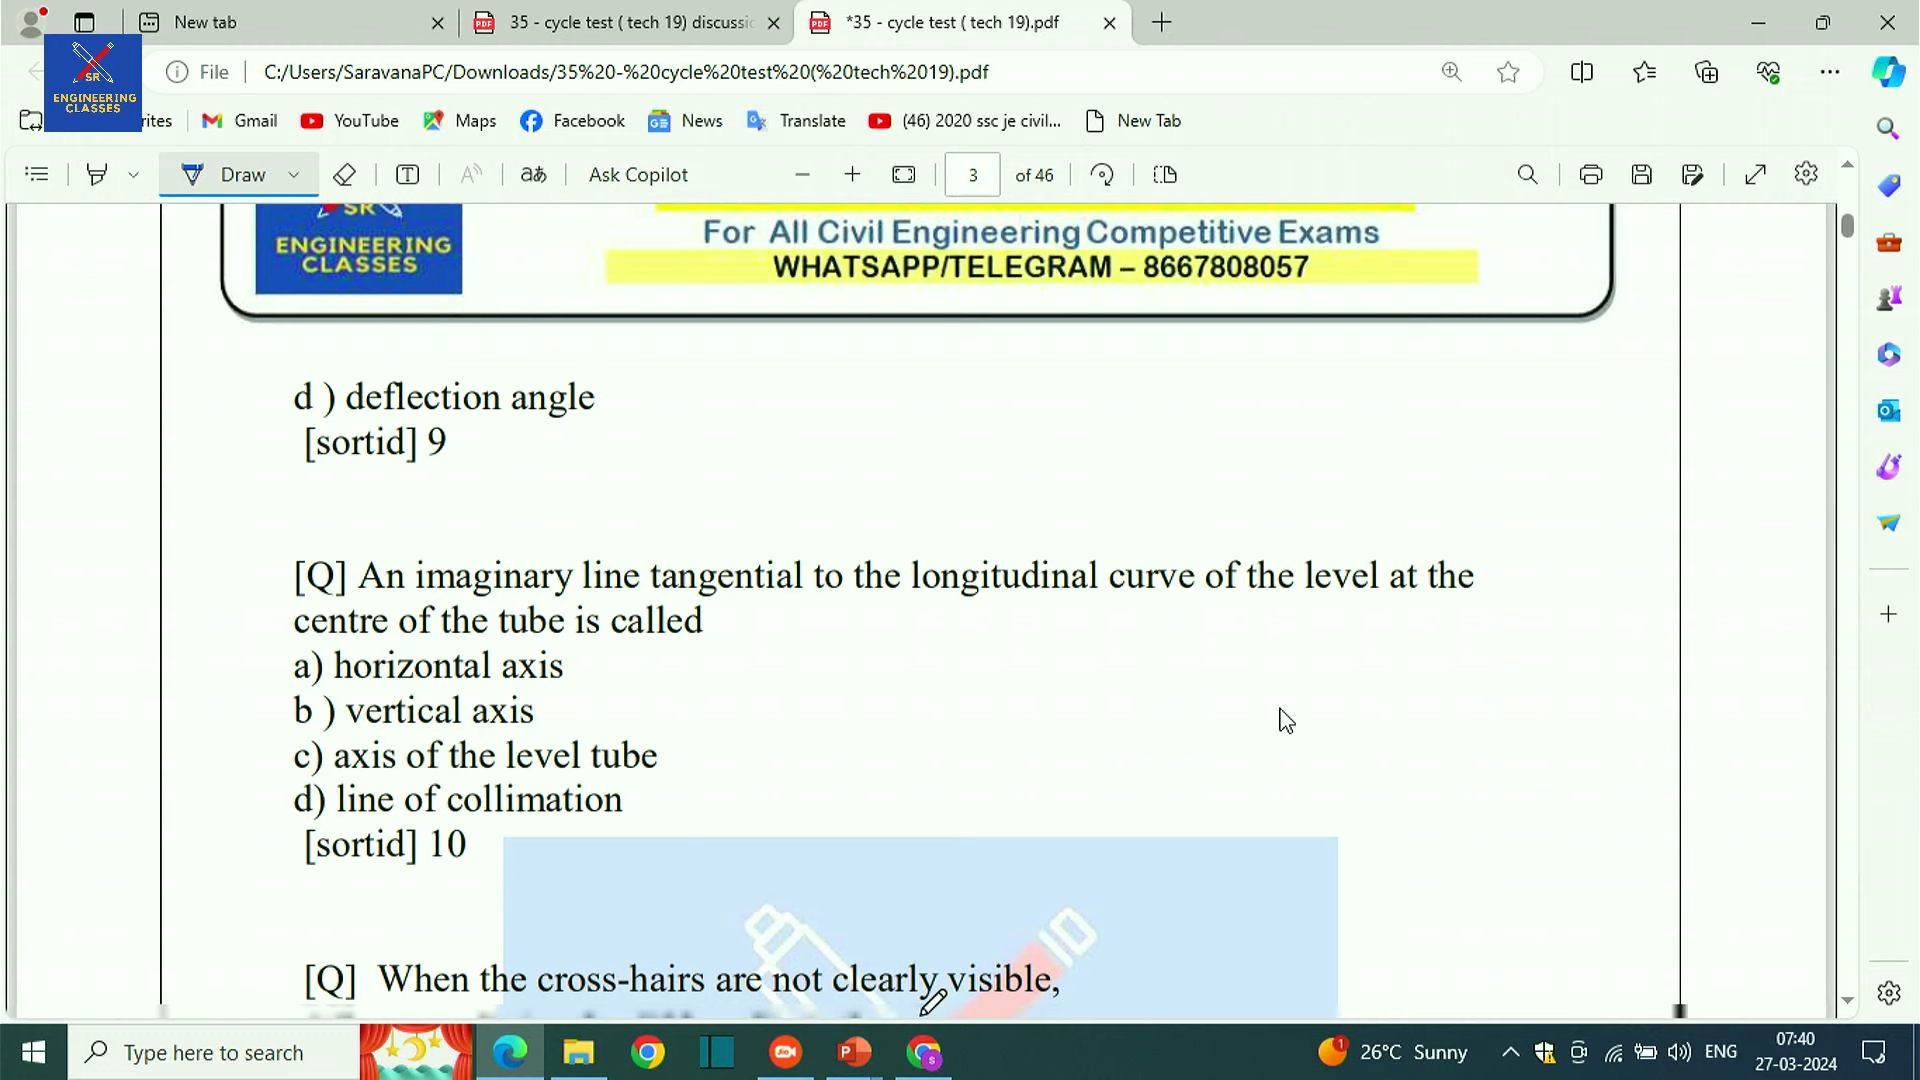 New tab
35 - cycle test ( tech 19) discussi
*35 - cycle test ( tech 19).pdf
SR
ENGINEERING
CLASSES
File
C:/Users/SaravanaPC/Downloads/35%20-%20cycle%20test%20(%20tech%2019).pdf
rites
Gmail
YouTube
Maps
Facebook
News
Translate
(46) 2020 ssc je civil...
New Tab
Draw
Ask Copilot
3
of 46
SR
ENGINEERING
CLASSES
For All Civil Engineering Competitive Exams
WHATSAPP/TELEGRAM – 8667808057
d ) deflection angle
[sortid] 9
[Q] An imaginary line tangential to the longitudinal curve of the level at the
centre of the tube is called
a) horizontal axis
b ) vertical axis
c) axis of the level tube
d) line of collimation
[sortid] 10
[Q] When the cross-hairs are not clearly visible,
Type here to search
26°C Sunny
ENG
07:40
27-03-2024